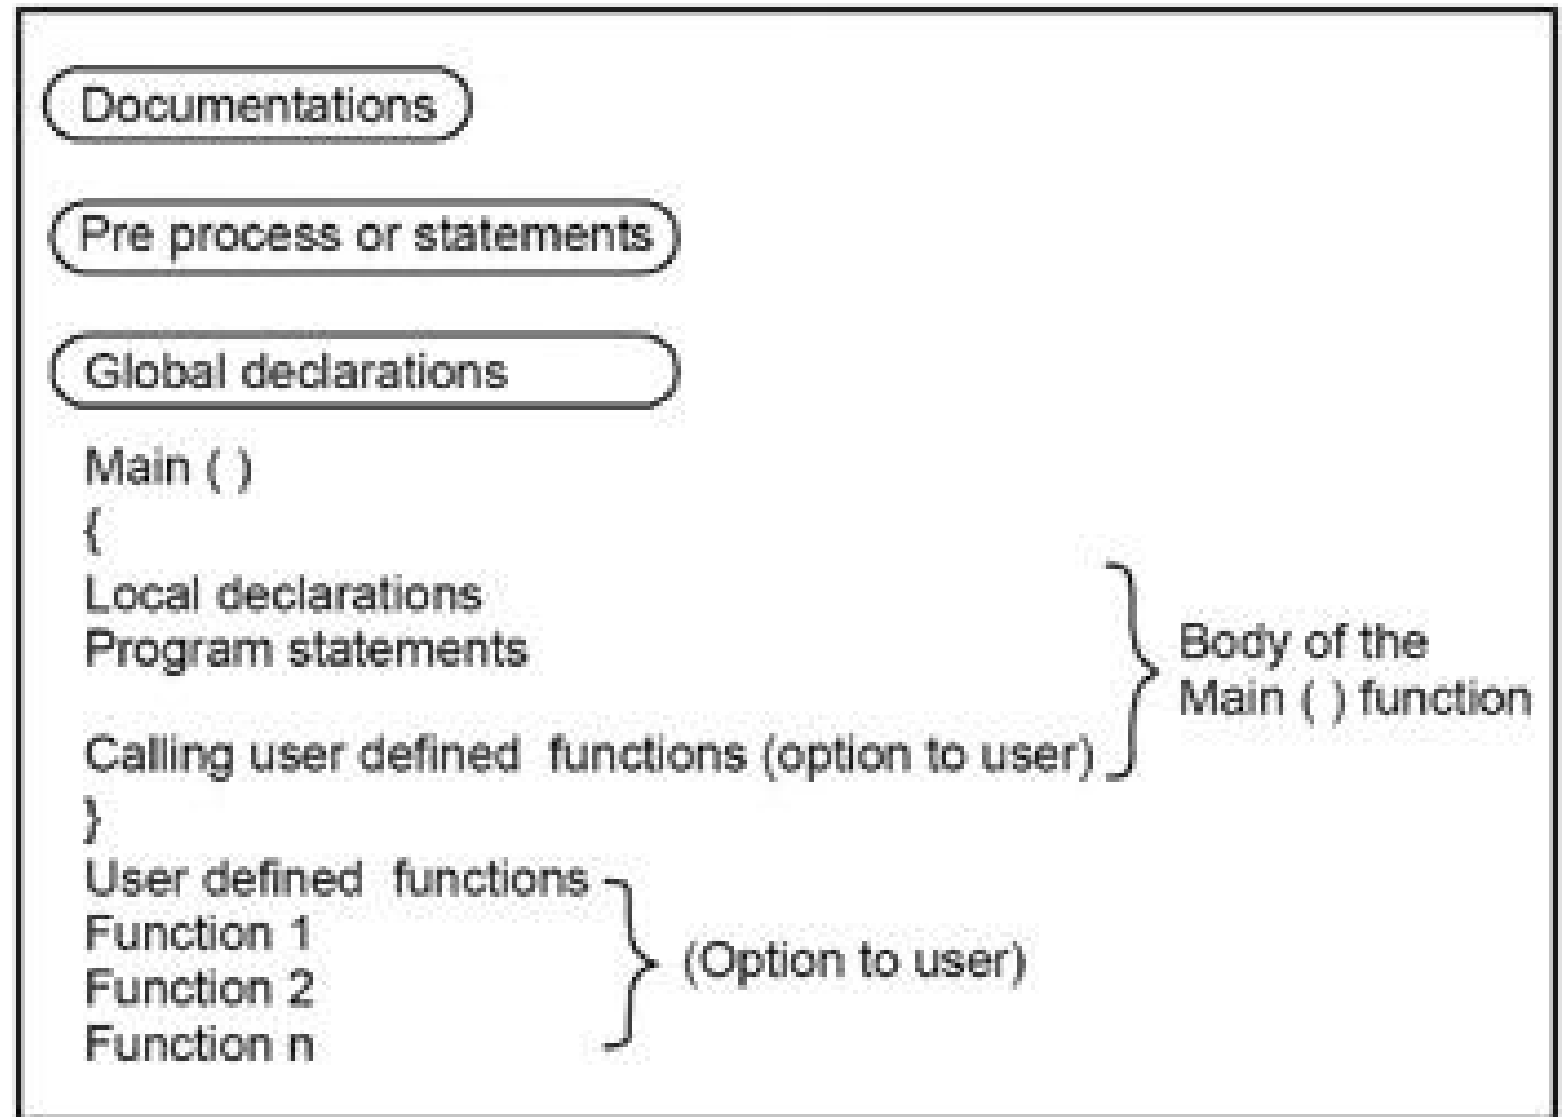 Documentations
Pre process or statements
Global declarations
Main ( )
{
Local declarations
Program statements
Body of the
Main ( ) function
Calling user defined functions (option to user)
}
User defined functions
Function 1
Function 2
Function n
(Option to user)